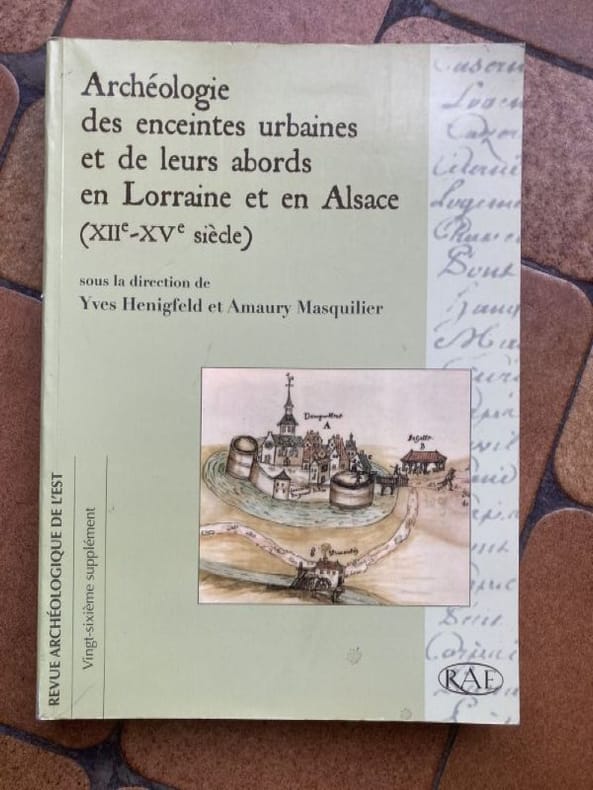 Archéologie
des enceintes urbaines
et de leurs abords
en Lorraine et en Alsace
(XIIe-XVe siècle)
sous la direction de
Yves Henigfeld et Amaury Masquilier
A
B
REVUE ARCHÉOLOGIQUE DE L'EST
Vingt-sixième supplément
RAE